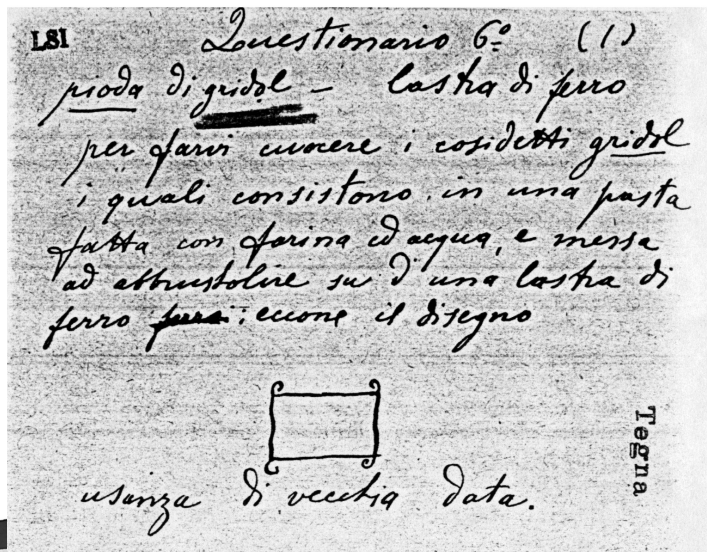 LSI
Questionario 6º (1)
pioda di gridol – lastra di ferro
per farvi cuocere i cosidetti gridol
i quali consistono in una pasta
fatta con farina ed acqua, e messa
ad abbrustolire su d'una lastra di
ferro : eccone il disegno
usanza di vecchia data.
Tegna